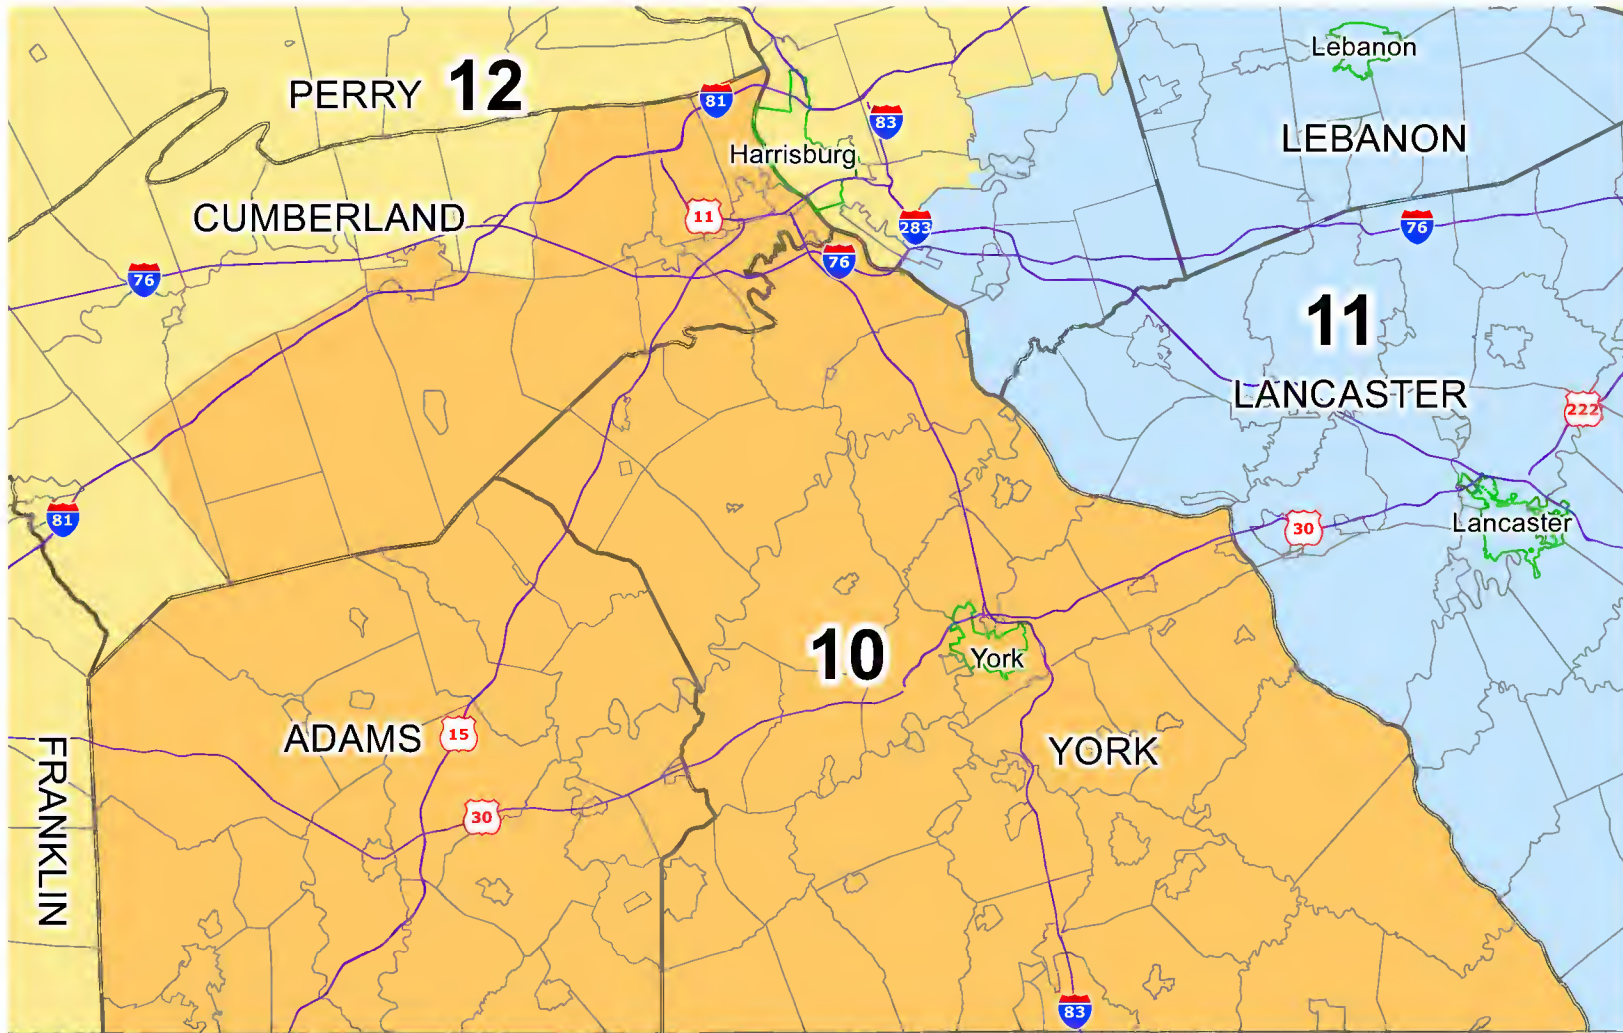 Lebanon
PERRY 12
81
83
LEBANON
Harrisburg
CUMBERLAND
11
283
76
76
76
11
LANCASTER
222
81
Lancaster
30
10
York
ADAMS
15
YORK
FRANKLIN
30
83